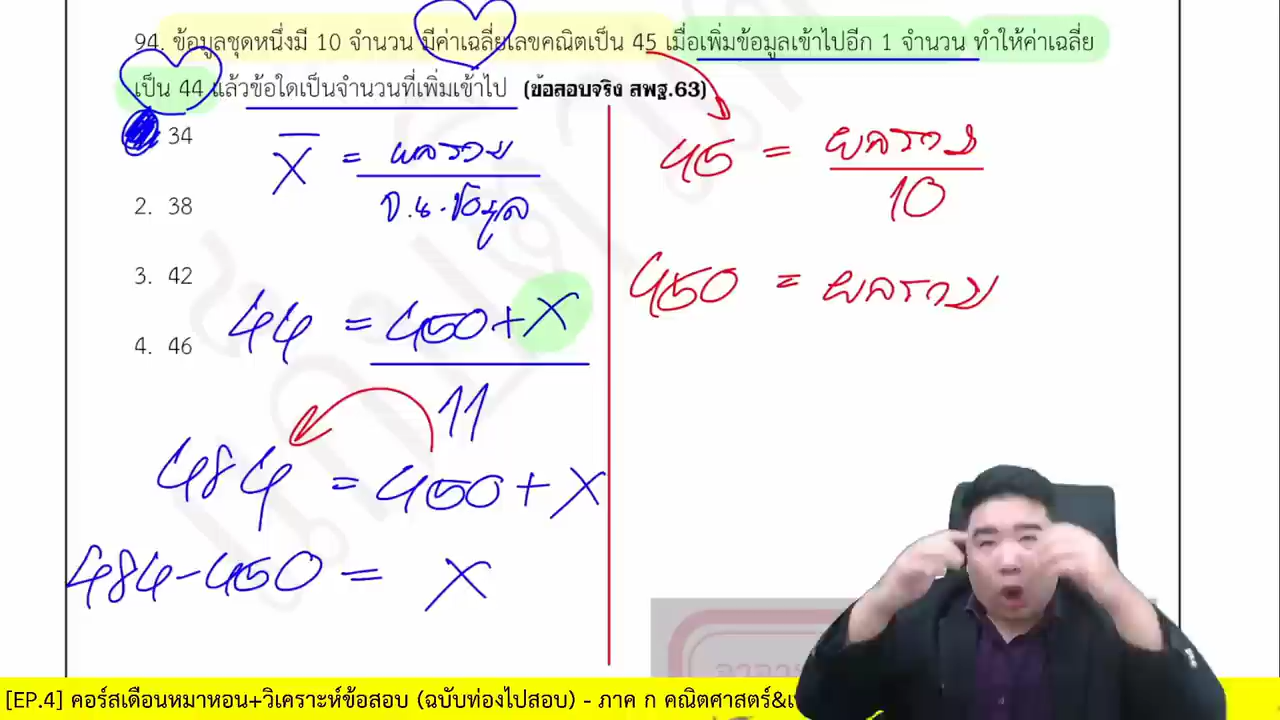 94. ข้อมูลชุดหนึ่งมี 10 จำนวน มีค่าเฉลี่ยเลขคณิตเป็น 45 เมื่อเพิ่มข้อมูลเข้าไปอีก 1 จำนวน ทำให้ค่าเฉลี่ย
เป็น 44 แล้วข้อใดเป็นจำนวนที่เพิ่มเข้าไป (ข้อสอบจริง สพฐ.63)
34
2. 38
3. 42
4. 46
X̄ = ผลรวม
จ.น.ข้อมูล
44 = 450+X
11
484 = 450+X
484-450 = X
45 = ผลรวม
10
450 = ผลรวม
[EP.4] คอร์สเดือนหมาหอน+วิเคราะห์ข้อสอบ (ฉบับท่องไปสอบ) - ภาค ก คณิตศาสตร์&